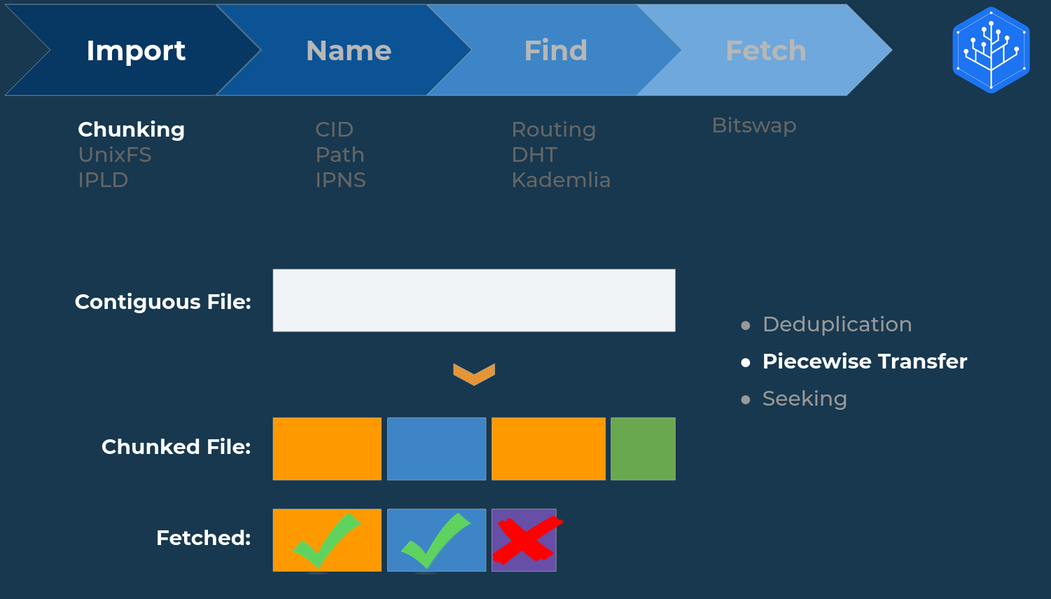 Import
Name
Find
Fetch
Chunking
UnixFS
IPLD
CID
Path
IPNS
Routing
DHT
Kademlia
Bitswap
Contiguous File:
Chunked File:
Fetched:
Deduplication
Piecewise Transfer
Seeking